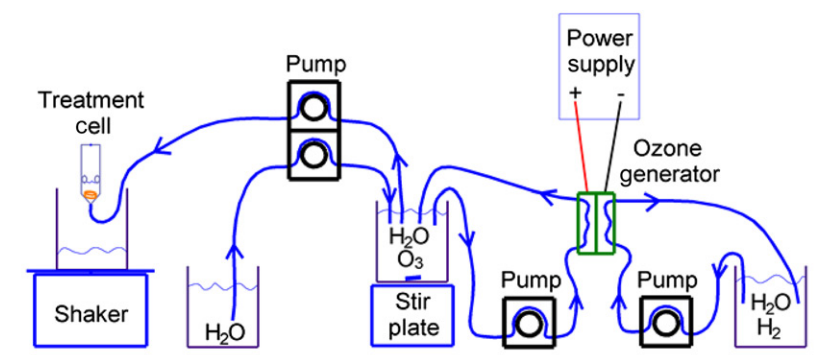 Power
supply
+ -
Pump
Treatment
cell
Ozone
generator
H₂O
O₃
Pump
Pump
Shaker
H₂O
Stir
plate
H₂O
H₂